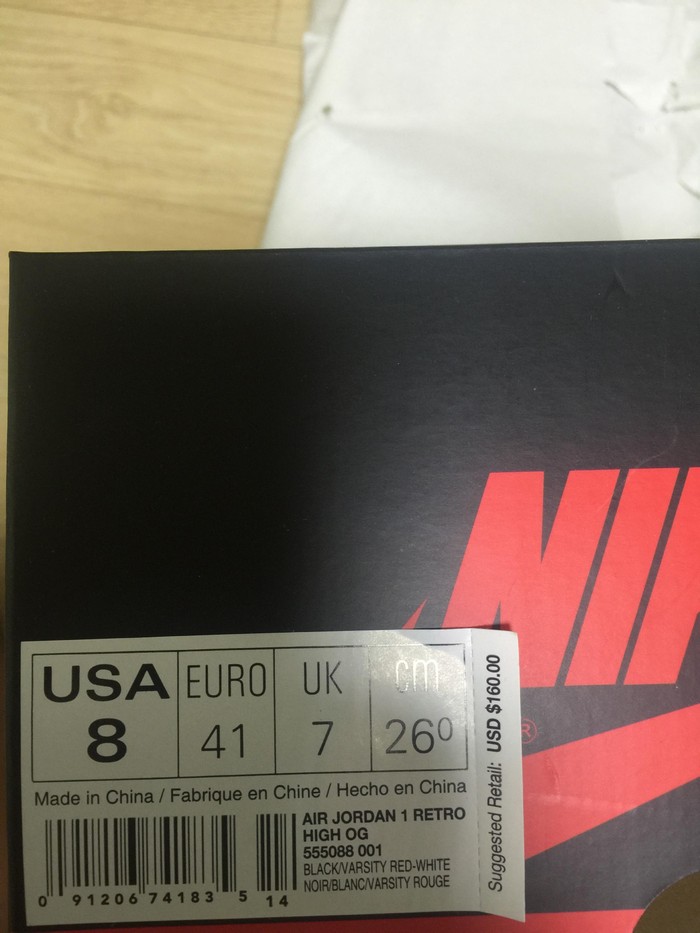 NI
USA EURO UK cm
8 41 7 26⁰
Made in China / Fabrique en Chine / Hecho en China
AIR JORDAN 1 RETRO
HIGH OG
555088 001
BLACK/VARSITY RED-WHITE
NOIR/BLANC/VARSITY ROUGE
0 91206 74183 5 14
Suggested Retail: USD $160.00
®